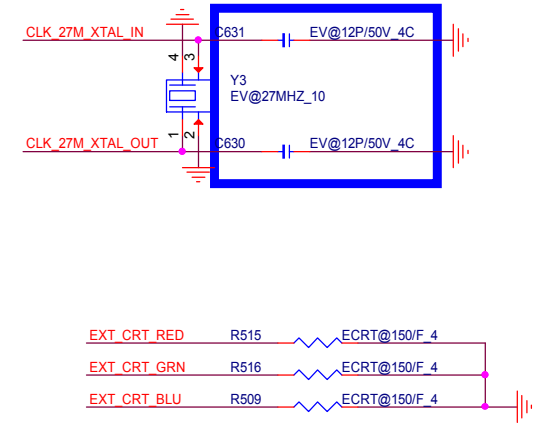 CLK_27M_XTAL_IN C631 EV@12P/50V_4C
4 3
Y3
EV@27MHZ_10
1 2
CLK_27M_XTAL_OUT C630 EV@12P/50V_4C
EXT_CRT_RED R515 ECRT@150/F_4
EXT_CRT_GRN R516 ECRT@150/F_4
EXT_CRT_BLU R509 ECRT@150/F_4